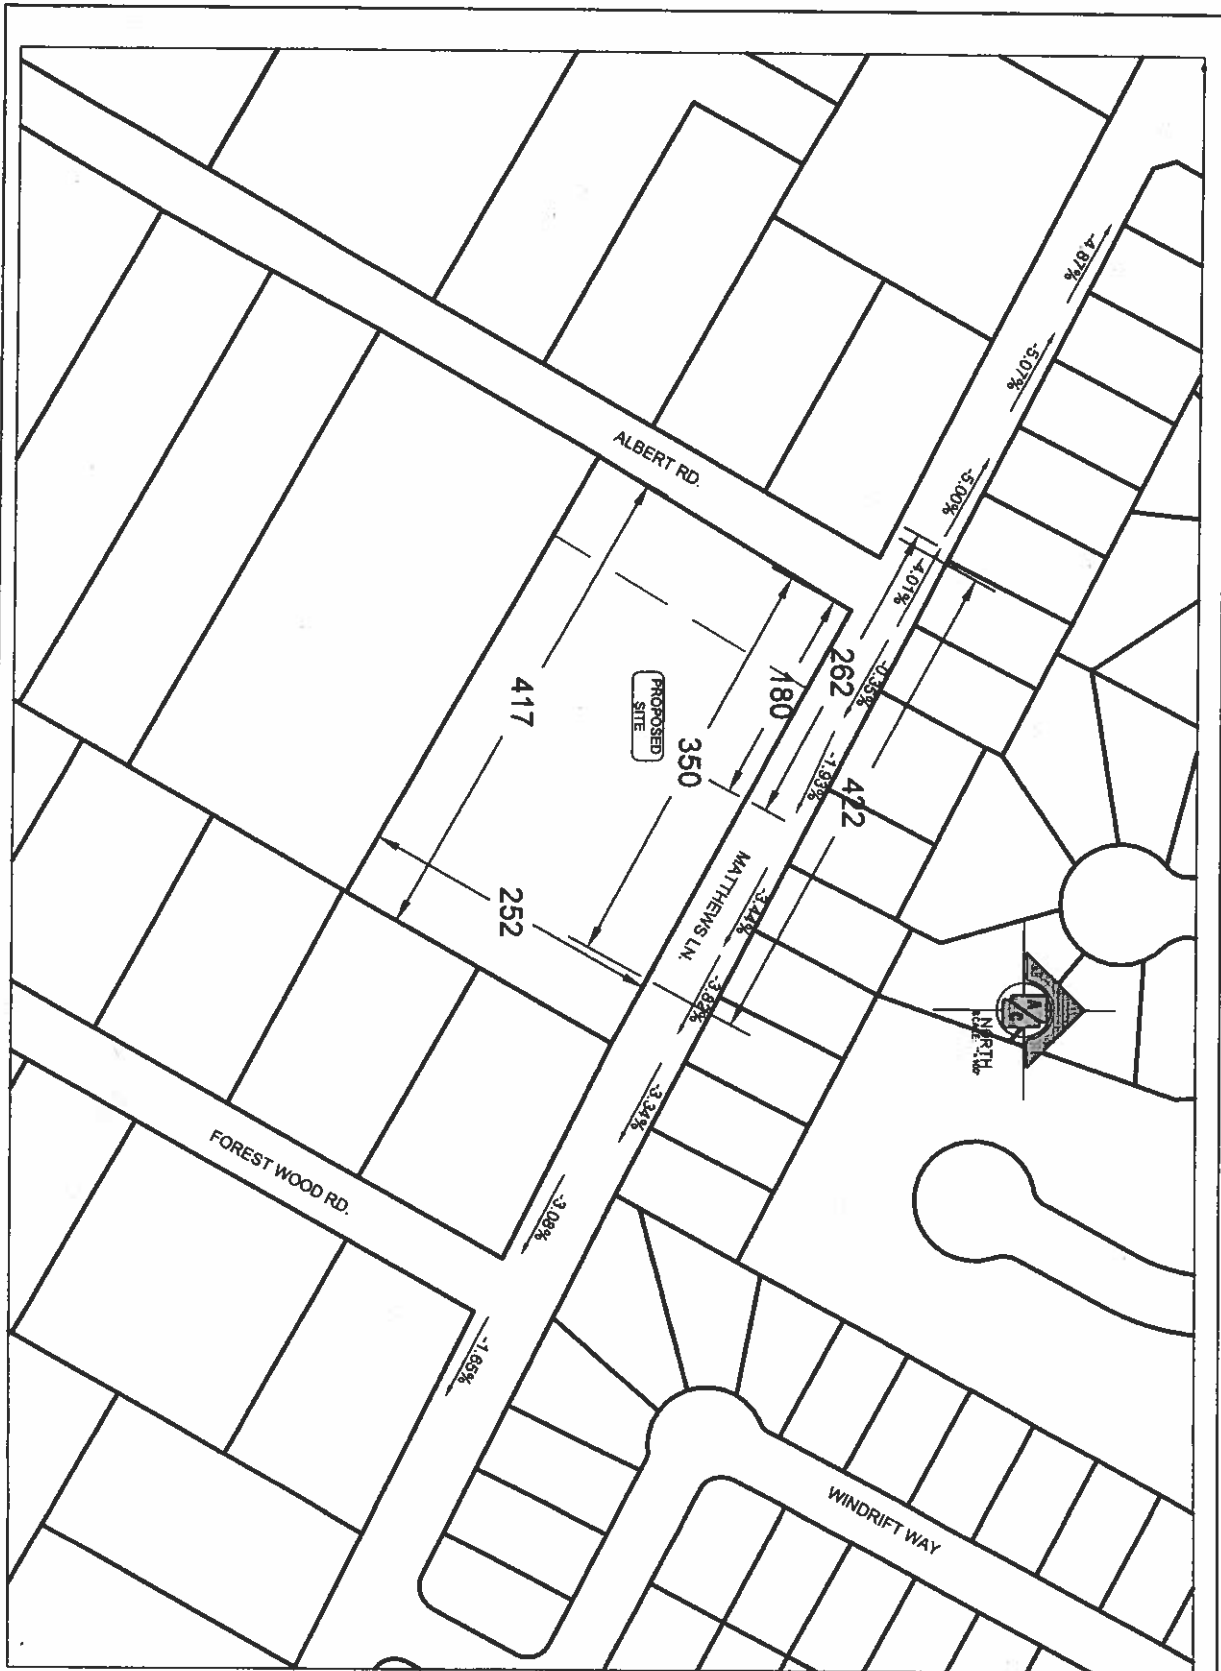 -4.87%
-5.07%
-5.00%
-4.01%
-0.35%
-1.93%
-3.44%
-3.82%
-3.34%
-3.08%
-1.65%
ALBERT RD.
262
180
422
350
417
252
PROPOSED
SITE
MATTHEWS LN.
NORTH
FOREST WOOD RD.
WINDRIFT WAY